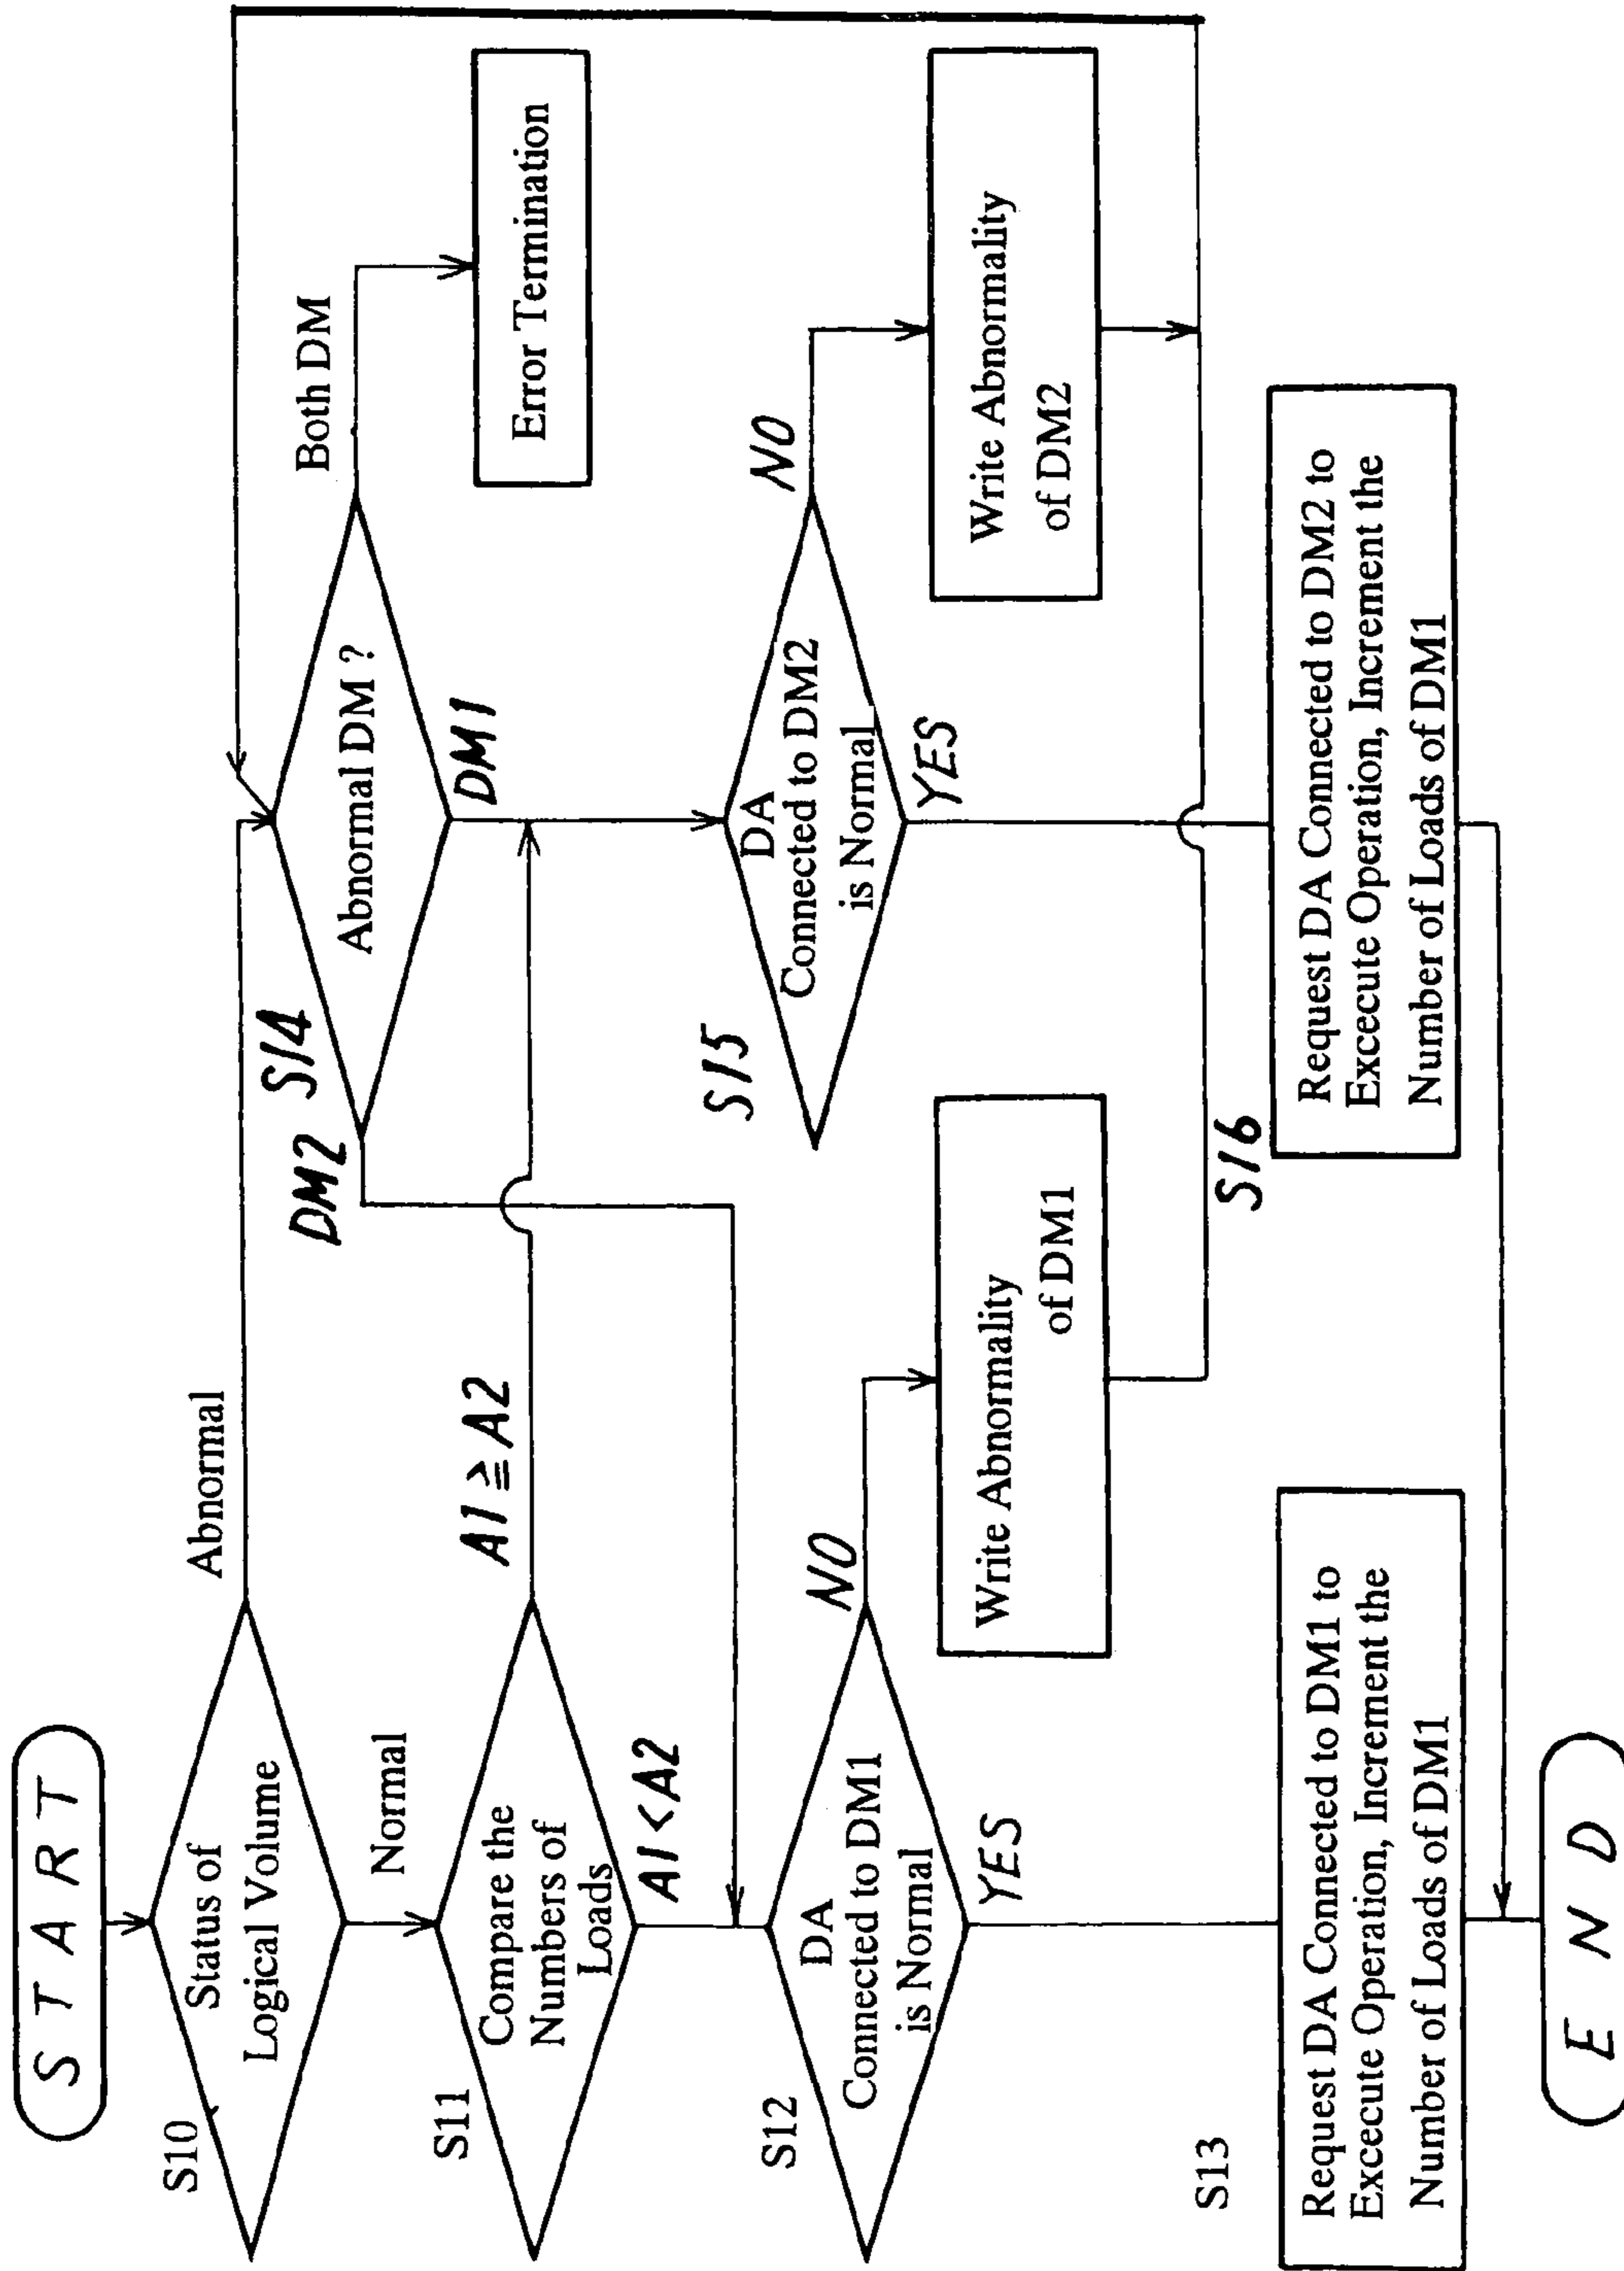 START
S10
Status of
Logical Volume
Abnormal
Normal
S11
Compare the
Numbers of
Loads
A1≧A2
A1<A2
S12
DA
Connected to DM1
is Normal
NO
YES
Write Abnormality
of DM1
S13
Request DA Connected to DM1 to
Excecute Operation, Increment the
Number of Loads of DM1
END
DM2
S14
Abnormal DM ?
Both DM
Error Termination
DM1
S15
DA
Connected to DM2
is Normal
NO
YES
Write Abnormality
of DM2
S16
Request DA Connected to DM2 to
Excecute Operation, Increment the
Number of Loads of DM1